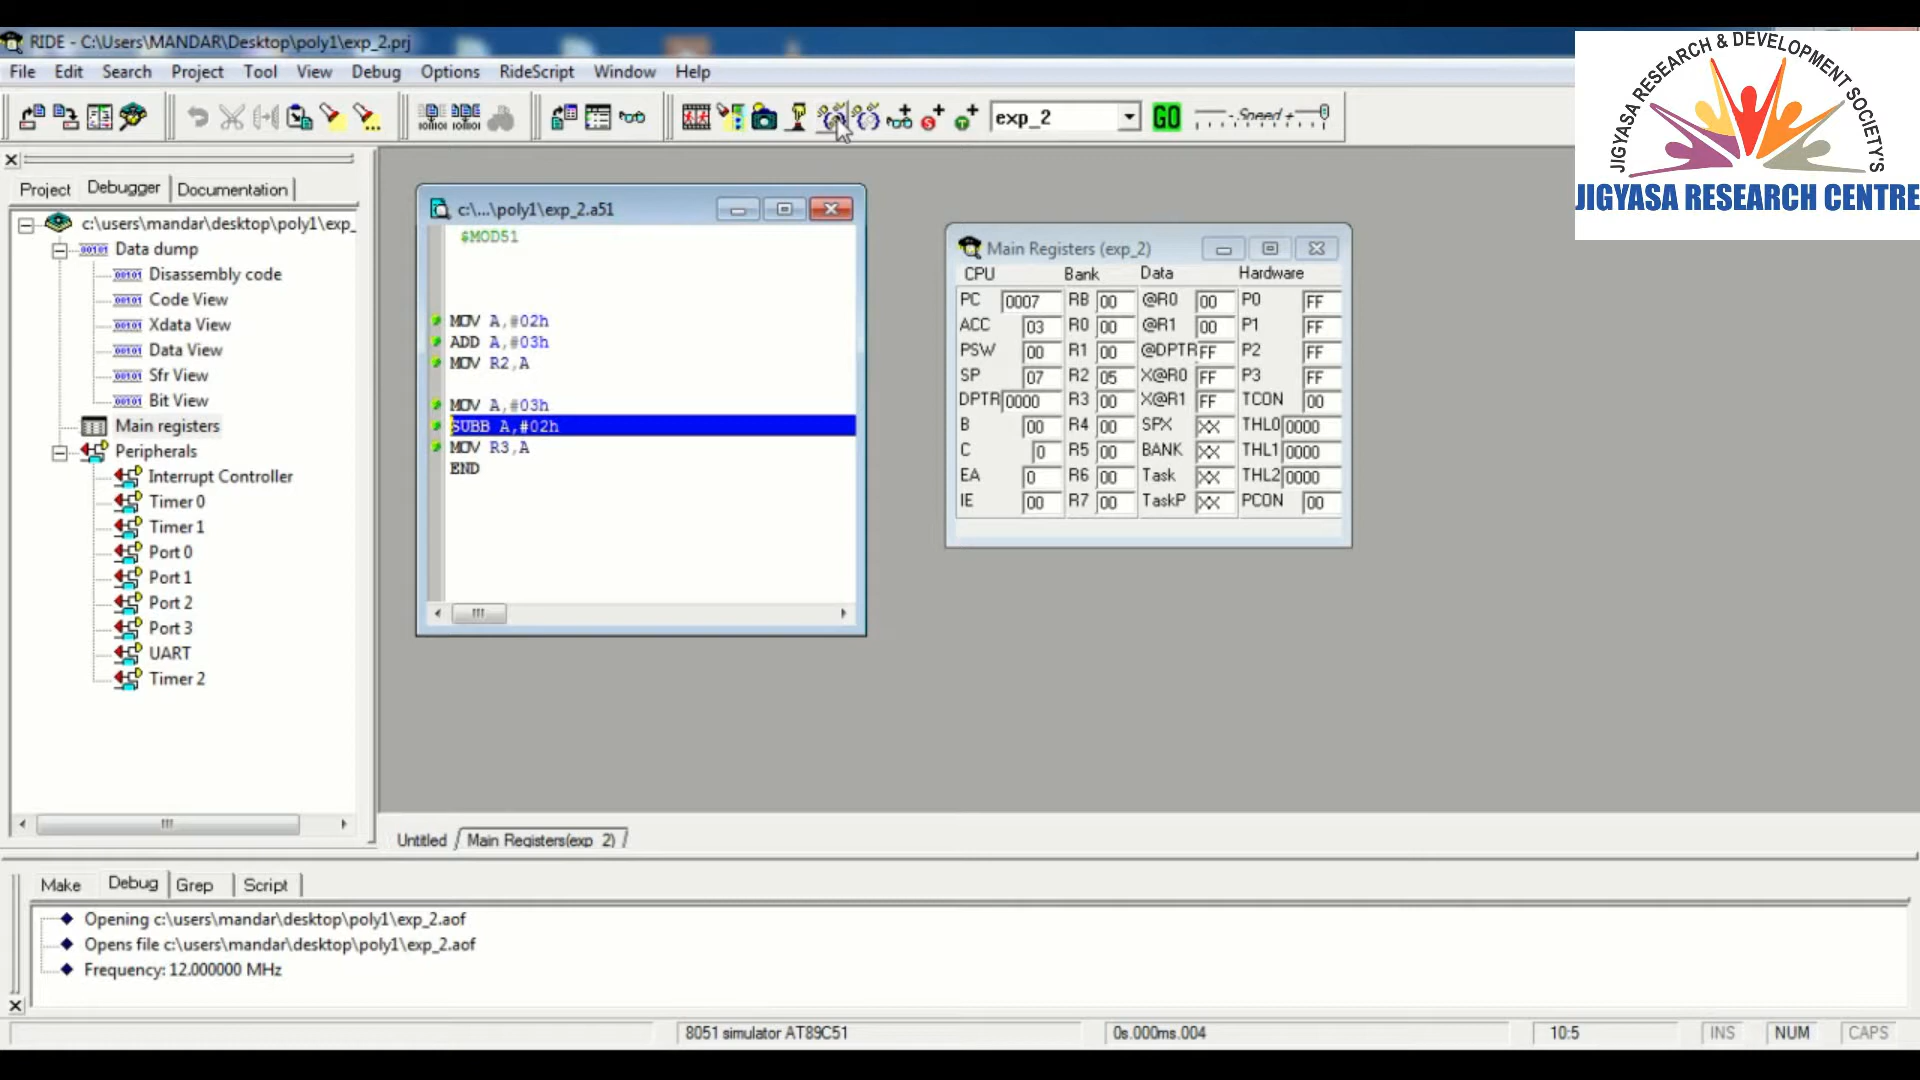 RIDE - C:\Users\MANDAR\Desktop\poly1\exp_2.prj
File Edit Search Project Tool View Debug Options RideScript Window Help
exp_2 GO - Speed +
JIGYASA RESEARCH & DEVELOPMENT SOCIETY'S
JIGYASA RESEARCH CENTRE
Project Debugger Documentation
c:\users\mandar\desktop\poly1\exp_
Data dump
Disassembly code
Code View
Xdata View
Data View
Sfr View
Bit View
Main registers
Peripherals
Interrupt Controller
Timer 0
Timer 1
Port 0
Port 1
Port 2
Port 3
UART
Timer 2
c:\...\poly1\exp_2.a51
$MOD51
MOV A,#02h
ADD A,#03h
MOV R2,A
MOV A,#03h
SUBB A,#02h
MOV R3,A
END
Main Registers (exp_2)
CPU Bank Data Hardware
PC 0007 RB 00 @R0 00 P0 FF
ACC 03 R0 00 @R1 00 P1 FF
PSW 00 R1 00 @DPTR FF P2 FF
SP 07 R2 05 X@R0 FF P3 FF
DPTR 0000 R3 00 X@R1 FF TCON 00
B 00 R4 00 SPX XX THL0 0000
C 0 R5 00 BANK XX THL1 0000
EA 0 R6 00 Task XX THL2 0000
IE 00 R7 00 TaskP XX PCON 00
Untitled Main Registers(exp_2)
Make Debug Grep Script
Opening c:\users\mandar\desktop\poly1\exp_2.aof
Opens file c:\users\mandar\desktop\poly1\exp_2.aof
Frequency: 12.000000 MHz
8051 simulator AT89C51 0s.000ms.004 10:5 INS NUM CAPS